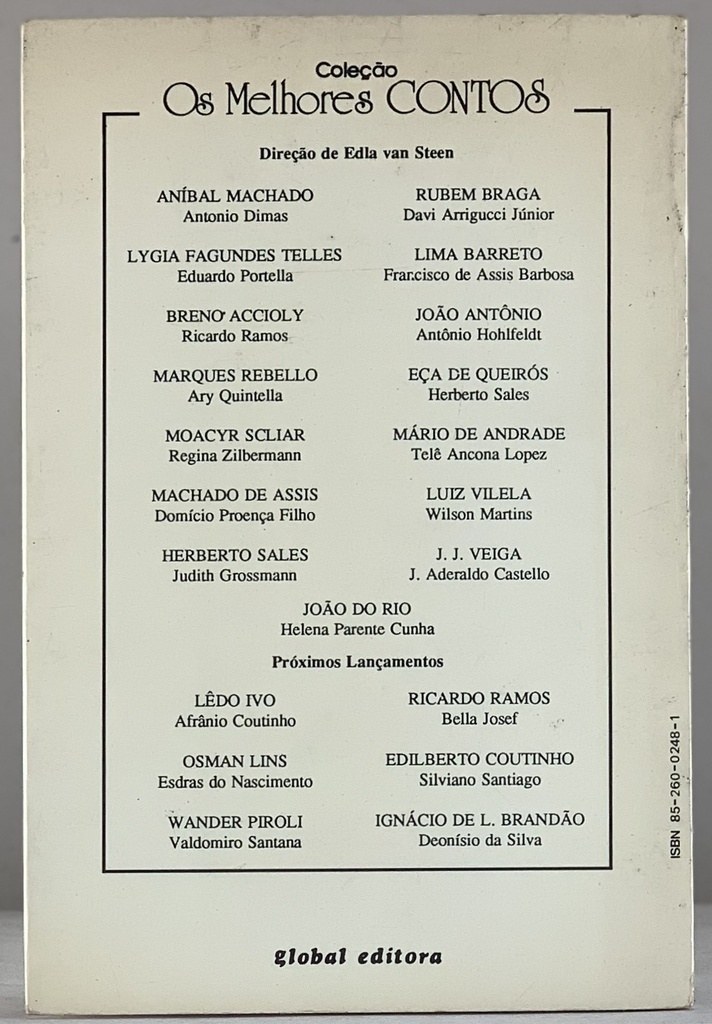 Coleção
Os Melhores CONTOS
Direção de Edla van Steen
ANÍBAL MACHADO
Antonio Dimas
RUBEM BRAGA
Davi Arrigucci Júnior
LYGIA FAGUNDES TELLES
Eduardo Portella
LIMA BARRETO
Francisco de Assis Barbosa
BRENO ACCIOLY
Ricardo Ramos
JOÃO ANTÔNIO
Antônio Hohlfeldt
MARQUES REBELLO
Ary Quintella
EÇA DE QUEIRÓS
Herberto Sales
MOACYR SCLIAR
Regina Zilbermann
MÁRIO DE ANDRADE
Telê Ancona Lopez
MACHADO DE ASSIS
Domício Proença Filho
LUIZ VILELA
Wilson Martins
HERBERTO SALES
Judith Grossmann
J. J. VEIGA
J. Aderaldo Castello
JOÃO DO RIO
Helena Parente Cunha
Próximos Lançamentos
LÊDO IVO
Afrânio Coutinho
RICARDO RAMOS
Bella Josef
OSMAN LINS
Esdras do Nascimento
EDILBERTO COUTINHO
Silviano Santiago
WANDER PIROLI
Valdomiro Santana
IGNÁCIO DE L. BRANDÃO
Deonísio da Silva
ISBN 85-260-0248-1
global editora